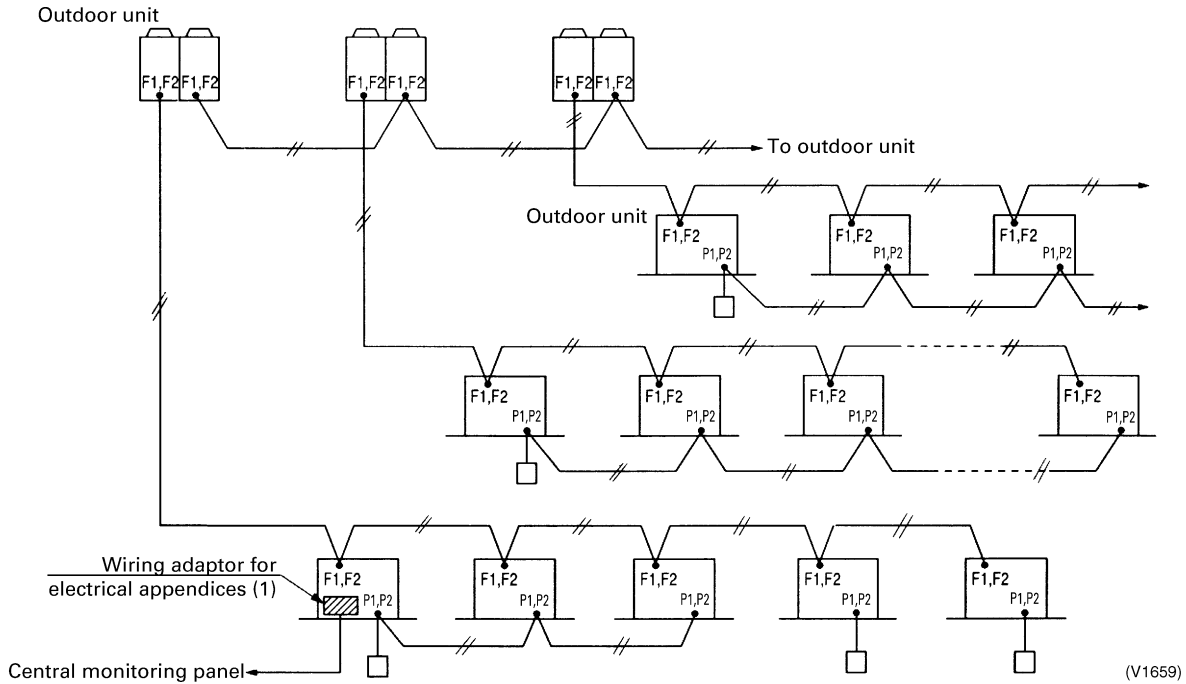 Outdoor unit
F1,F2 F1,F2 F1,F2 F1,F2 F1,F2 F1,F2
To outdoor unit
Outdoor unit
F1,F2 F1,F2 F1,F2
P1,P2 P1,P2 P1,P2
F1,F2 F1,F2 F1,F2 F1,F2
P1,P2 P1,P2 P1,P2 P1,P2
Wiring adaptor for
electrical appendices (1)
F1,F2 F1,F2 F1,F2 F1,F2 F1,F2
P1,P2 P1,P2 P1,P2 P1,P2 P1,P2
Central monitoring panel
(V1659)